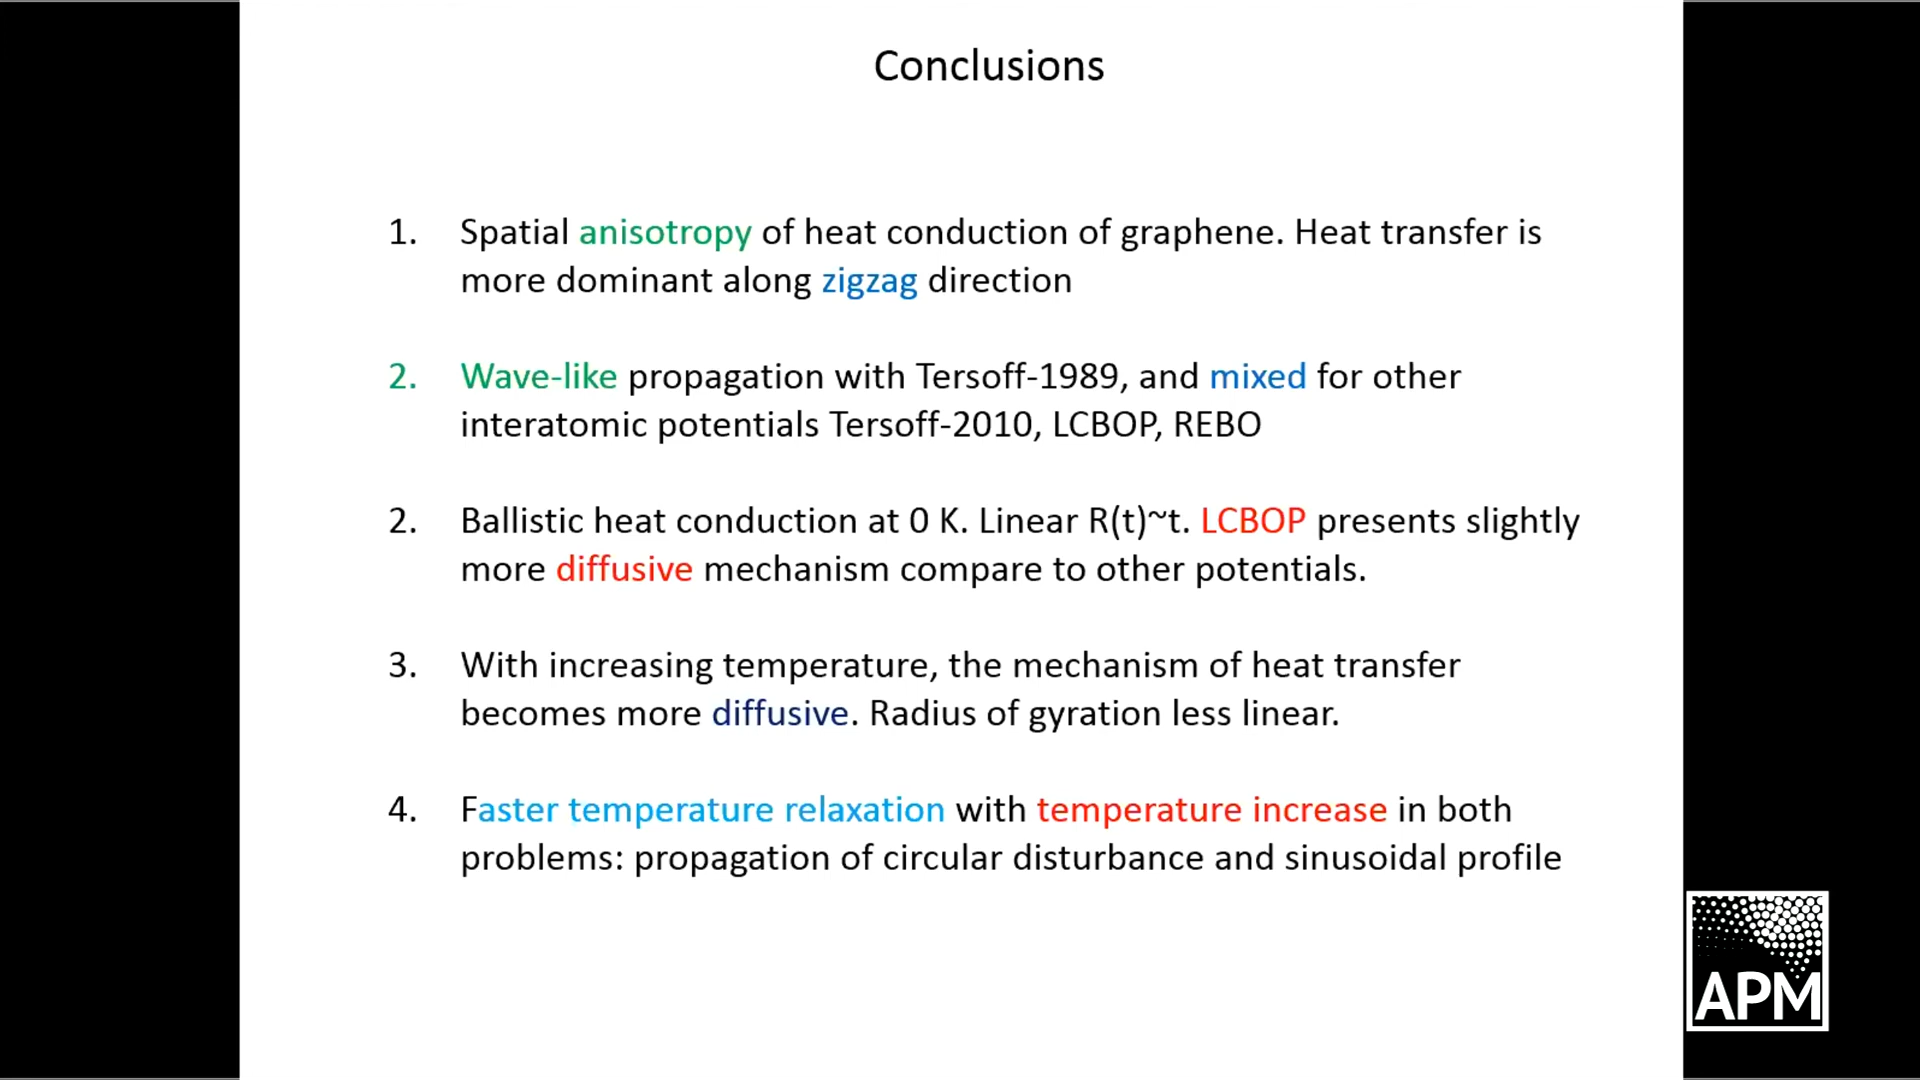 Conclusions
1. Spatial anisotropy of heat conduction of graphene. Heat transfer is
more dominant along zigzag direction
2. Wave-like propagation with Tersoff-1989, and mixed for other
interatomic potentials Tersoff-2010, LCBOP, REBO
2. Ballistic heat conduction at 0 K. Linear R(t)~t. LCBOP presents slightly
more diffusive mechanism compare to other potentials.
3. With increasing temperature, the mechanism of heat transfer
becomes more diffusive. Radius of gyration less linear.
4. Faster temperature relaxation with temperature increase in both
problems: propagation of circular disturbance and sinusoidal profile
APM